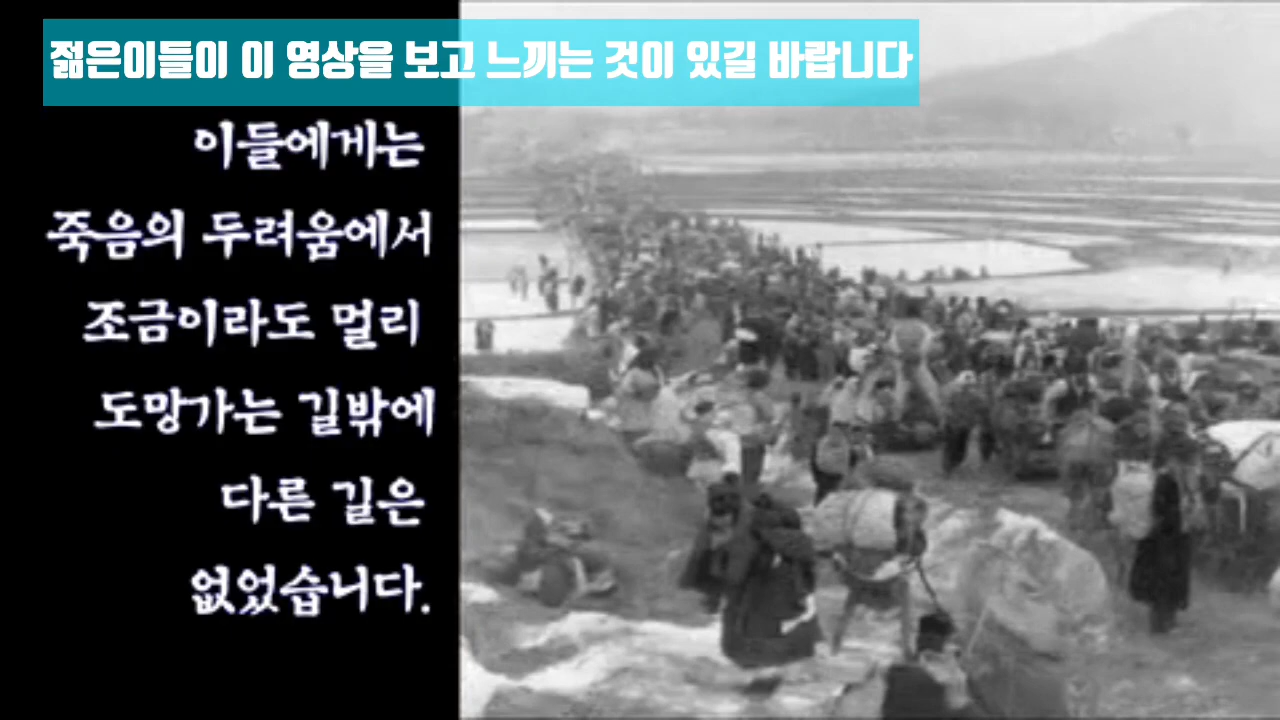 젊은이들이 이 영상을 보고 느끼는 것이 있길 바랍니다
이들에게는
죽음의 두려움에서
조금이라도 멀리
도망가는 길밖에
다른 길은
없었습니다.